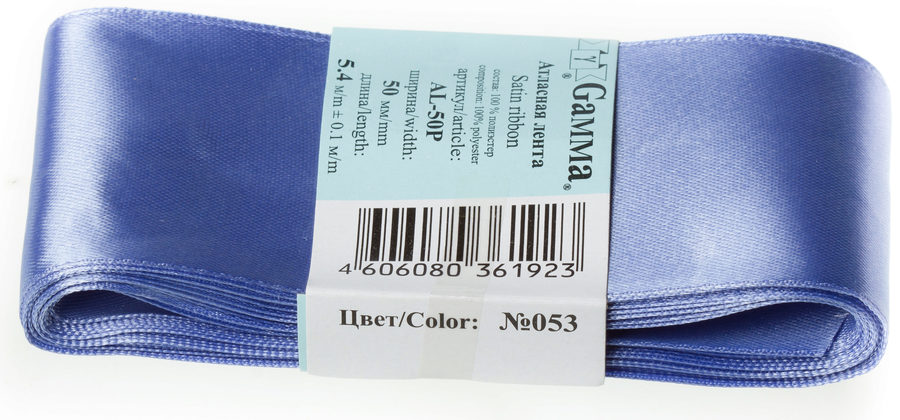 Gamma®
Атласная лента
Satin ribbon
состав: 100 % полиэстер
composition: 100% polyester
артикул/article:
AL-50P
ширина/width:
50 мм/mm
длина/length:
5.4 м/m ± 0.1 м/m
4 606080 361923
Цвет/Color: №053